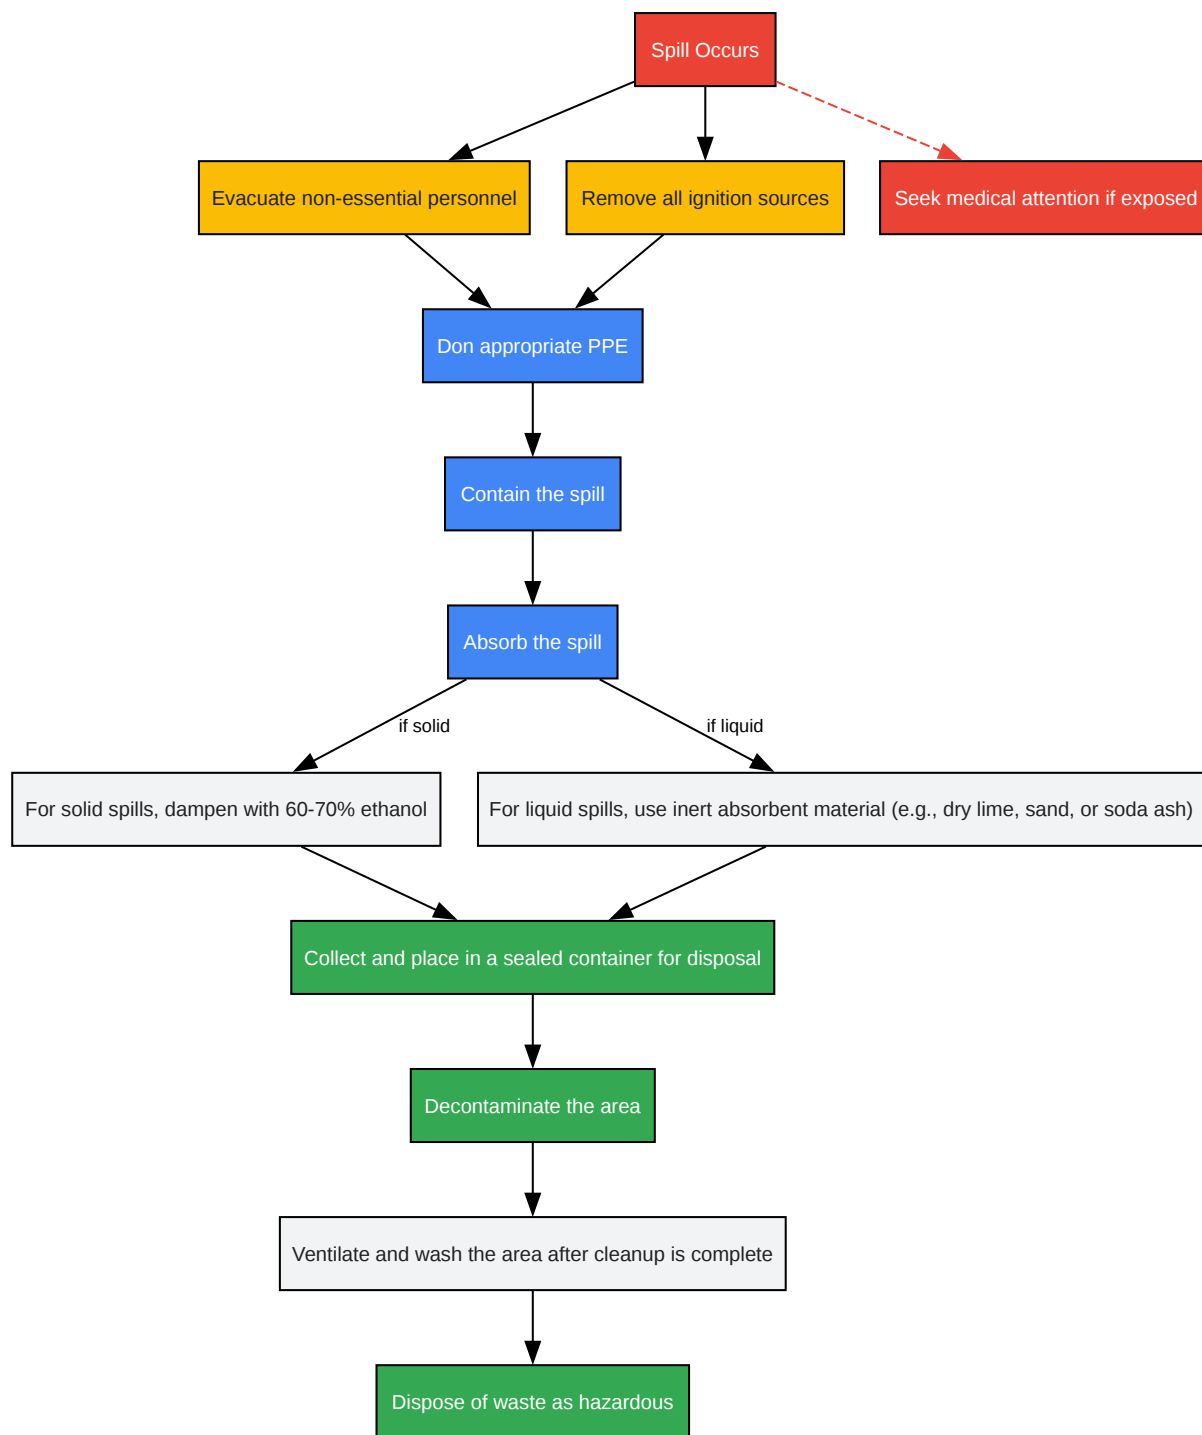 Spill Occurs
Evacuate non-essential personnel
Remove all ignition sources
Seek medical attention if exposed
Don appropriate PPE
Contain the spill
Absorb the spill
if solid
if liquid
For solid spills, dampen with 60-70% ethanol
For liquid spills, use inert absorbent material (e.g., dry lime, sand, or soda ash)
Collect and place in a sealed container for disposal
Decontaminate the area
Ventilate and wash the area after cleanup is complete
Dispose of waste as hazardous